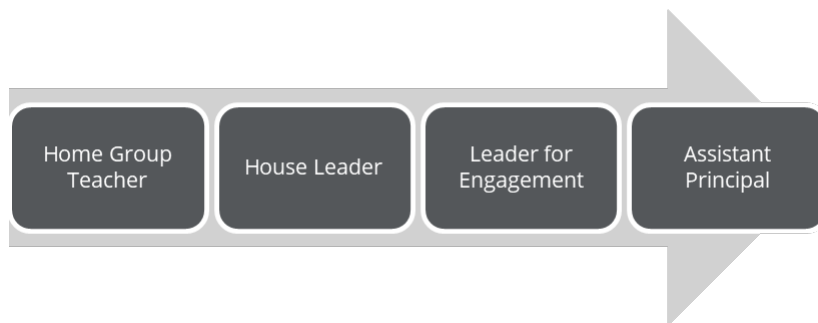 Home Group
Teacher
House Leader
Leader for
Engagement
Assistant
Principal